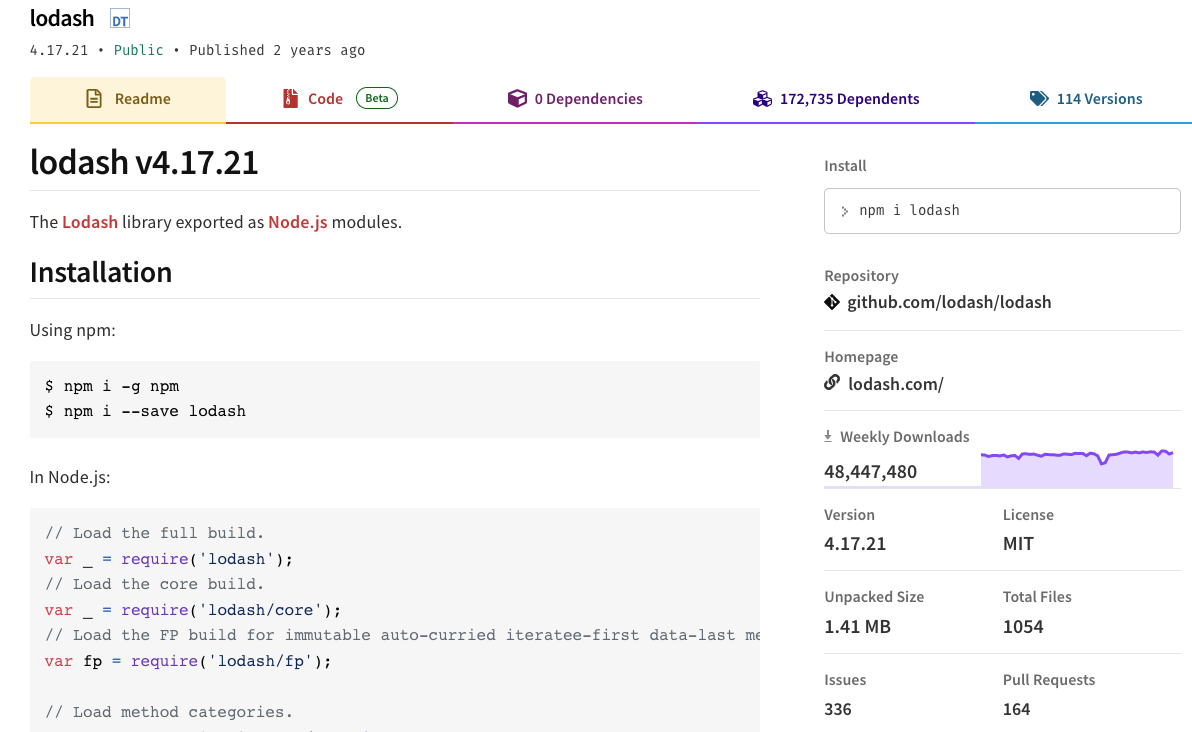 lodash DT
4.17.21 • Public • Published 2 years ago
Readme
Code Beta
0 Dependencies
172,735 Dependents
114 Versions
lodash v4.17.21
The Lodash library exported as Node.js modules.
Installation
Using npm:
$ npm i -g npm
$ npm i --save lodash
In Node.js:
// Load the full build.
var _ = require('lodash');
// Load the core build.
var _ = require('lodash/core');
// Load the FP build for immutable auto-curried iteratee-first data-last
var fp = require('lodash/fp');
// Load method categories.
Install
> npm i lodash
Repository
github.com/lodash/lodash
Homepage
lodash.com/
Weekly Downloads
48,447,480
Version
4.17.21
License
MIT
Unpacked Size
1.41 MB
Total Files
1054
Issues
336
Pull Requests
164